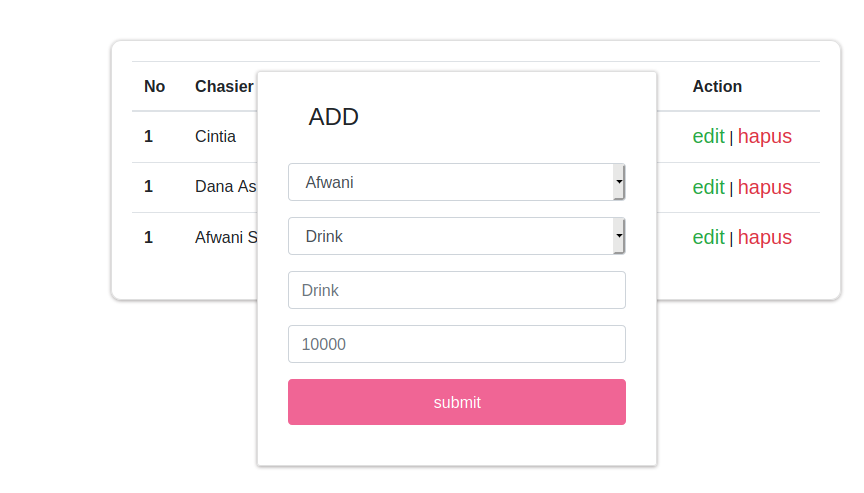 No Chasier Action
ADD
1 Cintia edit | hapus
Afwani
1 Dana As edit | hapus
Drink
1 Afwani S edit | hapus
Drink
10000
submit